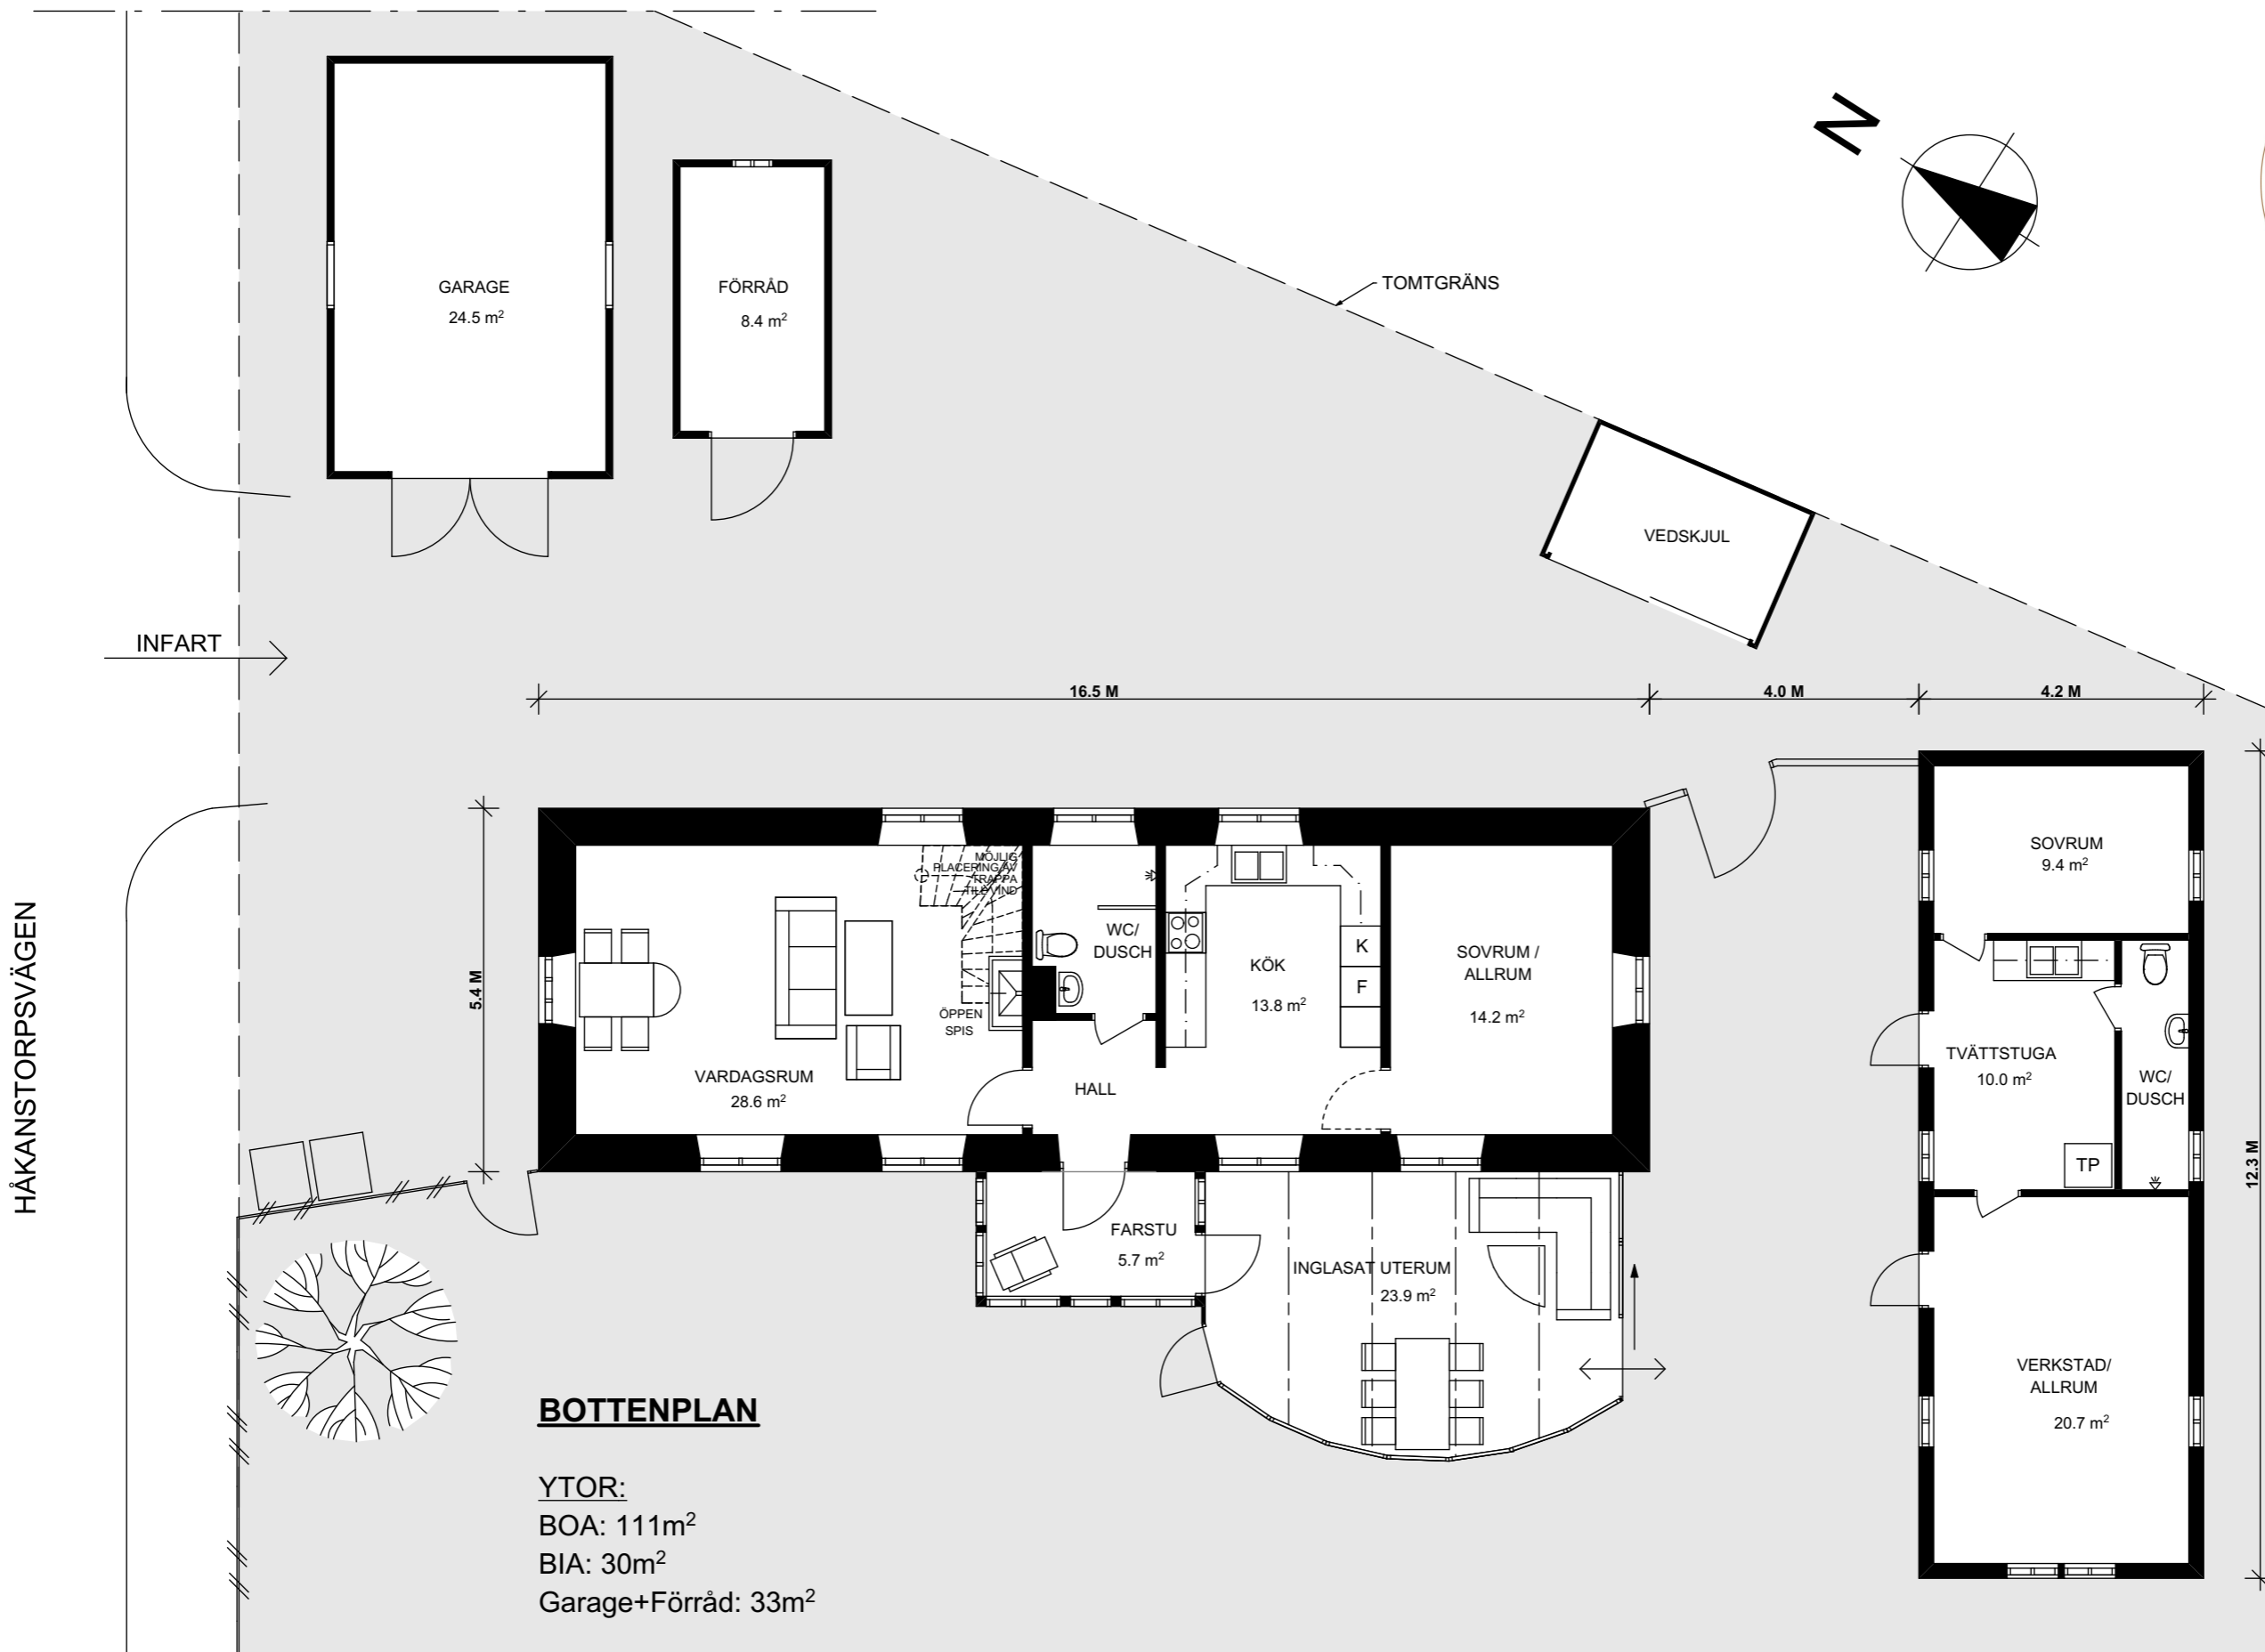 N
GARAGE
24.5 m²
FÖRRÅD
8.4 m²
TOMTGRÄNS
VEDSKJUL
INFART
16.5 M
4.0 M
4.2 M
HÅKANSTORPSVÄGEN
5.4 M
MÖJLIG
PLACERING AV
TRAPPA
TILL VIND
ÖPPEN
SPIS
VARDAGSRUM
28.6 m²
WC/
DUSCH
HALL
KÖK
13.8 m²
K
F
SOVRUM /
ALLRUM
14.2 m²
SOVRUM
9.4 m²
TVÄTTSTUGA
10.0 m²
WC/
DUSCH
TP
12.3 M
FARSTU
5.7 m²
INGLASAT UTERUM
23.9 m²
VERKSTAD/
ALLRUM
20.7 m²
BOTTENPLAN
YTOR:
BOA: 111m²
BIA: 30m²
Garage+Förråd: 33m²